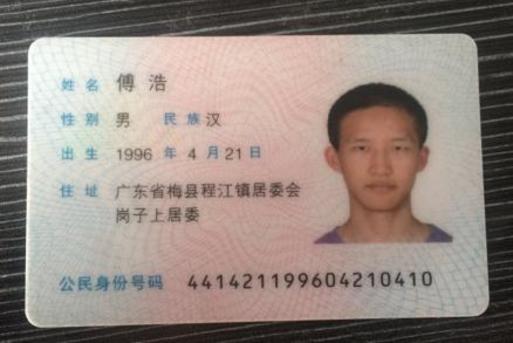 姓名 傅浩
性别 男 民族 汉
出生 1996 年 4 月 21 日
住址 广东省梅县程江镇居委会
岗子上居委
公民身份号码 441421199604210410